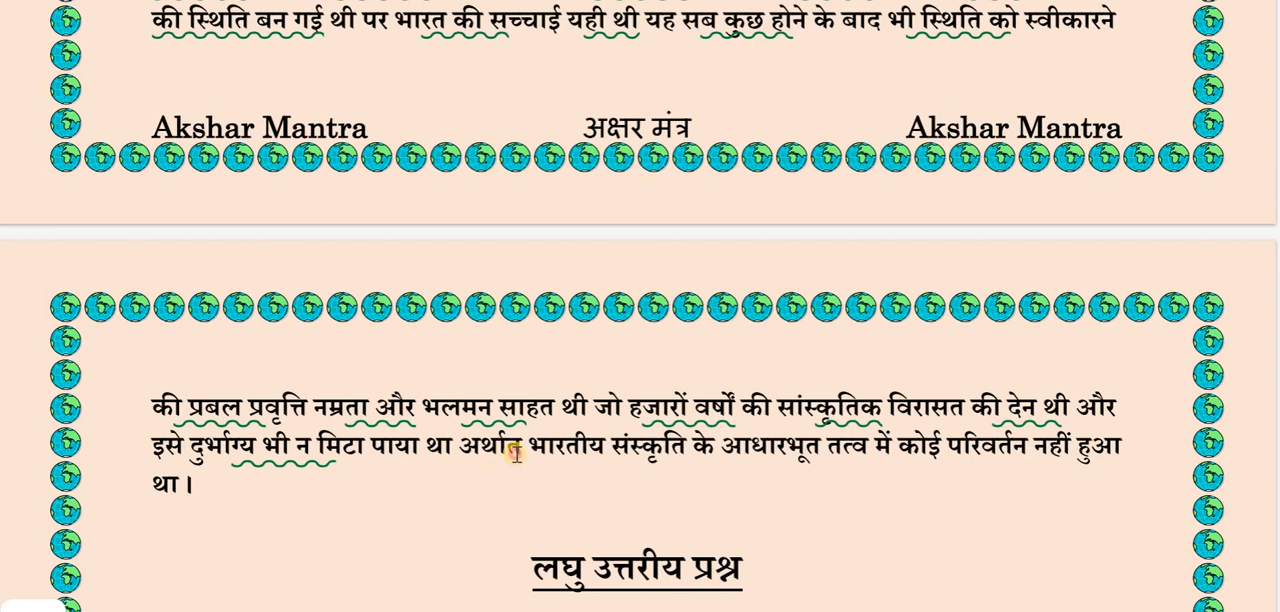 की स्थिति बन गई थी पर भारत की सच्चाई यही थी यह सब कुछ होने के बाद भी स्थिति को स्वीकारने
Akshar Mantra अक्षर मंत्र Akshar Mantra
की प्रबल प्रवृत्ति नम्रता और भलमन साहत थी जो हजारों वर्षों की सांस्कृतिक विरासत की देन थी और
इसे दुर्भाग्य भी न मिटा पाया था अर्थात भारतीय संस्कृति के आधारभूत तत्व में कोई परिवर्तन नहीं हुआ
था।
लघु उत्तरीय प्रश्न